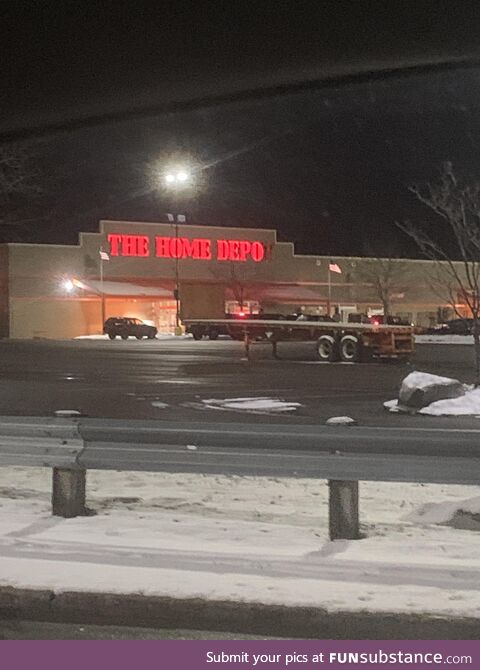 THE HOME DEPO
Submit your pics at FUNsubstance.com